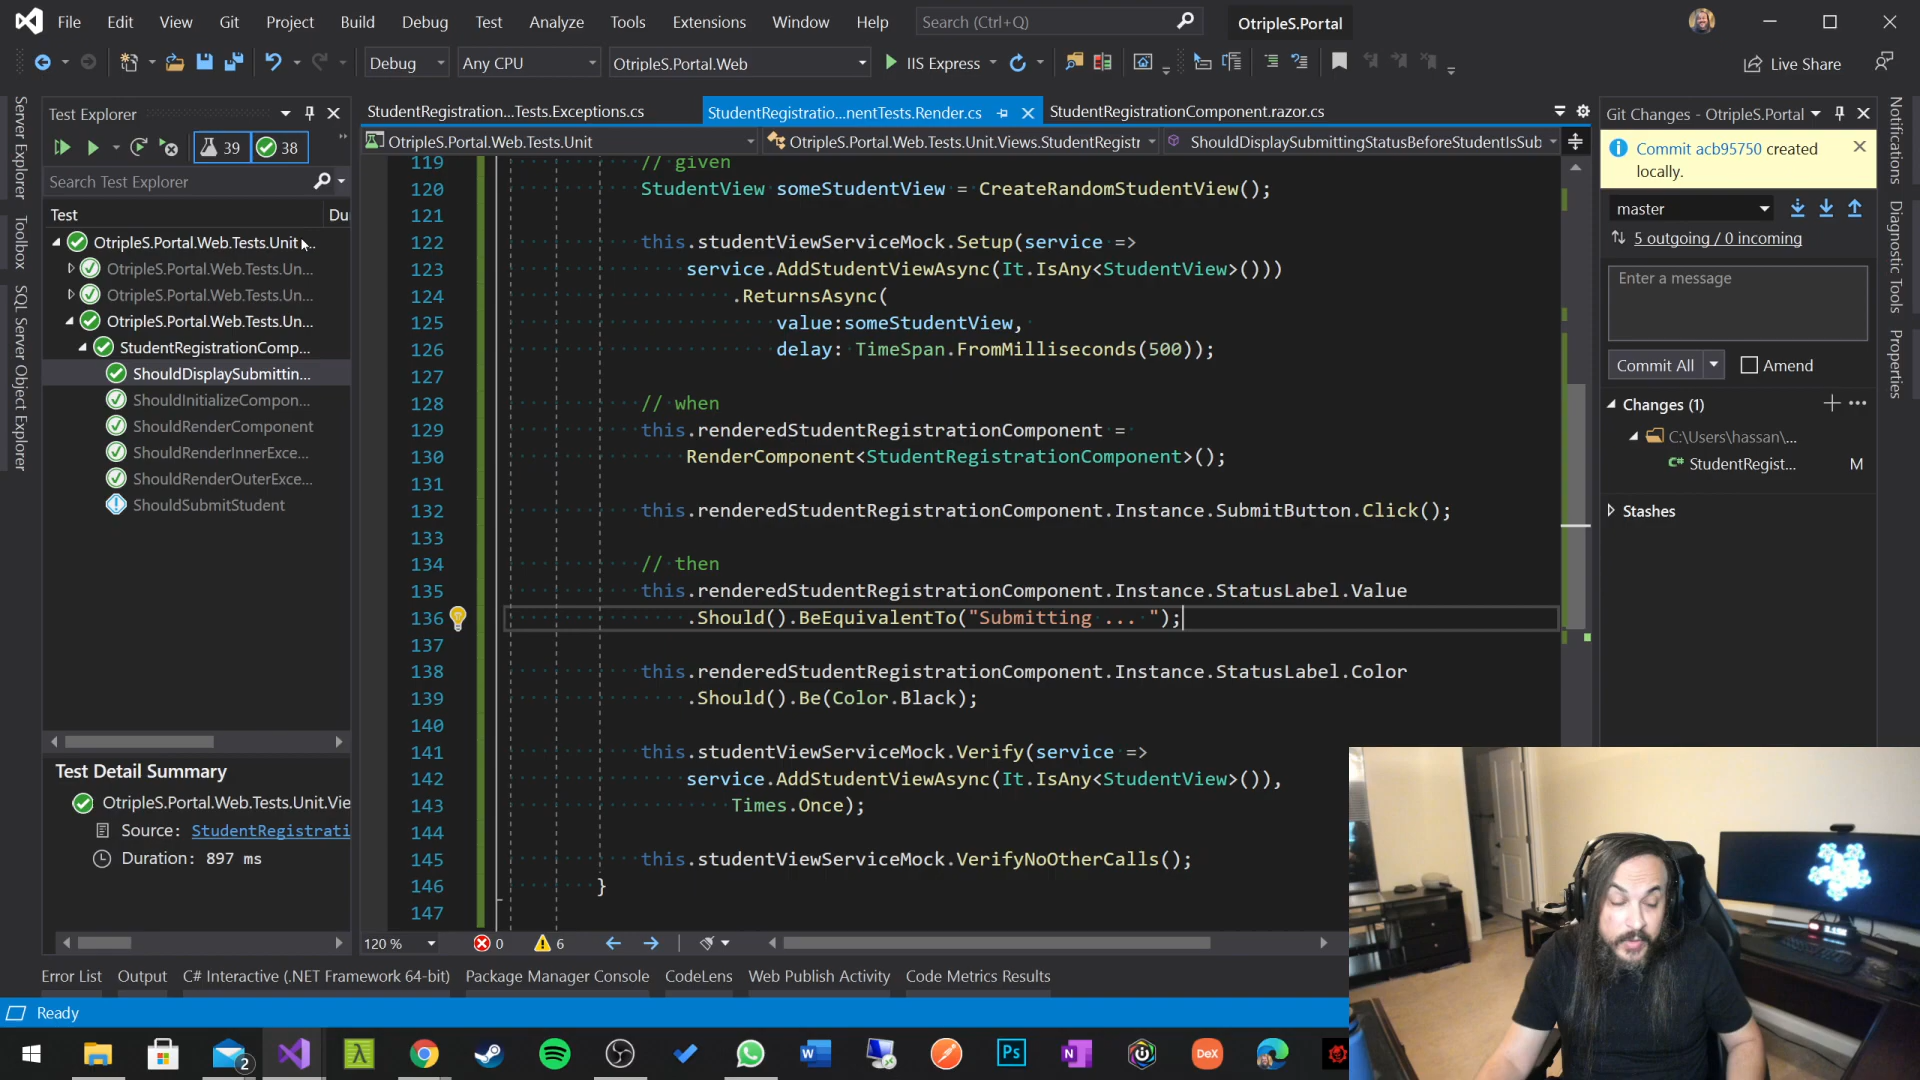 File Edit View Git Project Build Debug Test Analyze Tools Extensions Window Help Search (Ctrl+Q) OtripleS.Portal
Debug Any CPU OtripleS.Portal.Web IIS Express Live Share
Server Explorer
Toolbox
SQL Server Object Explorer
Test Explorer
39 38
Search Test Explorer
Test Du
OtripleS.Portal.Web.Tests.Unit ...
OtripleS.Portal.Web.Tests.Un...
OtripleS.Portal.Web.Tests.Un...
OtripleS.Portal.Web.Tests.Un...
StudentRegistrationComp...
ShouldDisplaySubmittin...
ShouldInitializeCompon...
ShouldRenderComponent
ShouldRenderInnerExce...
ShouldRenderOuterExce...
ShouldSubmitStudent
Test Detail Summary
OtripleS.Portal.Web.Tests.Unit.Vie
Source: StudentRegistrati
Duration: 897 ms
StudentRegistration...Tests.Exceptions.cs StudentRegistratio...nentTests.Render.cs StudentRegistrationComponent.razor.cs
OtripleS.Portal.Web.Tests.Unit OtripleS.Portal.Web.Tests.Unit.Views.StudentRegistr ShouldDisplaySubmittingStatusBeforeStudentIsSub
119 // given
120 StudentView someStudentView = CreateRandomStudentView();
121
122 this.studentViewServiceMock.Setup(service =>
123 service.AddStudentViewAsync(It.IsAny<StudentView>()))
124 .ReturnsAsync(
125 value:someStudentView,
126 delay: TimeSpan.FromMilliseconds(500));
127
128 // when
129 this.renderedStudentRegistrationComponent =
130 RenderComponent<StudentRegistrationComponent>();
131
132 this.renderedStudentRegistrationComponent.Instance.SubmitButton.Click();
133
134 // then
135 this.renderedStudentRegistrationComponent.Instance.StatusLabel.Value
136 .Should().BeEquivalentTo("Submitting ... ");
137
138 this.renderedStudentRegistrationComponent.Instance.StatusLabel.Color
139 .Should().Be(Color.Black);
140
141 this.studentViewServiceMock.Verify(service =>
142 service.AddStudentViewAsync(It.IsAny<StudentView>()),
143 Times.Once);
144
145 this.studentViewServiceMock.VerifyNoOtherCalls();
146 }
147
120 % 0 6
Git Changes - OtripleS.Portal
Commit acb95750 created
locally.
master
5 outgoing / 0 incoming
Enter a message
Commit All Amend
Changes (1)
C:\Users\hassan\...
C# StudentRegist... M
Stashes
Notifications
Diagnostic Tools
Properties
Error List Output C# Interactive (.NET Framework 64-bit) Package Manager Console CodeLens Web Publish Activity Code Metrics Results
Ready
2 W Ps N DeX